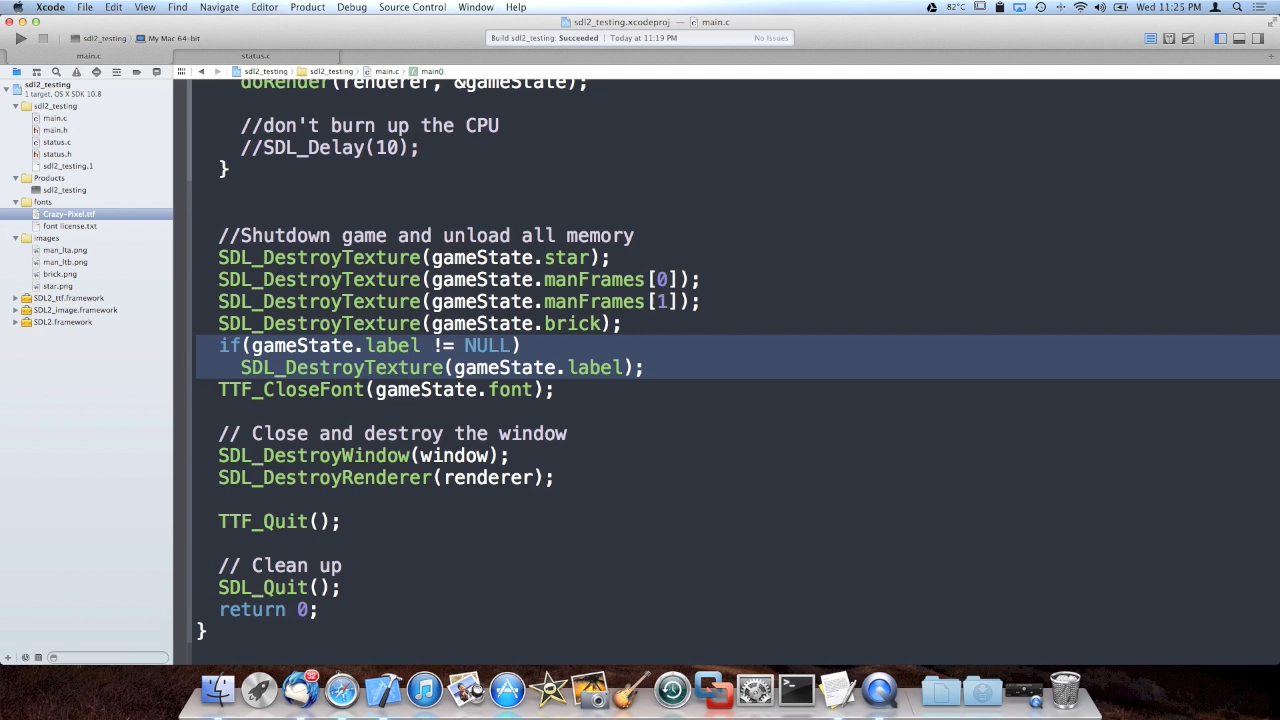 Xcode File Edit View Find Navigate Editor Product Debug Source Control Window Help 82°C Wed 11:25 PM
sdl2_testing.xcodeproj — main.c
sdl2_testing My Mac 64-bit
Build sdl2_testing: Succeeded Today at 11:19 PM No Issues
main.c status.c
sdl2_testing sdl2_testing main.c main()
sdl2_testing
1 target, OS X SDK 10.8
sdl2_testing
main.c
main.h
status.c
status.h
sdl2_testing.1
Products
sdl2_testing
fonts
Crazy-Pixel.ttf
font license.txt
images
man_lta.png
man_ltb.png
brick.png
star.png
SDL2_ttf.framework
SDL2_image.framework
SDL2.framework
doRender(renderer, &gameState);
//don't burn up the CPU
//SDL_Delay(10);
}
//Shutdown game and unload all memory
SDL_DestroyTexture(gameState.star);
SDL_DestroyTexture(gameState.manFrames[0]);
SDL_DestroyTexture(gameState.manFrames[1]);
SDL_DestroyTexture(gameState.brick);
if(gameState.label != NULL)
SDL_DestroyTexture(gameState.label);
TTF_CloseFont(gameState.font);
// Close and destroy the window
SDL_DestroyWindow(window);
SDL_DestroyRenderer(renderer);
TTF_Quit();
// Clean up
SDL_Quit();
return 0;
}
32